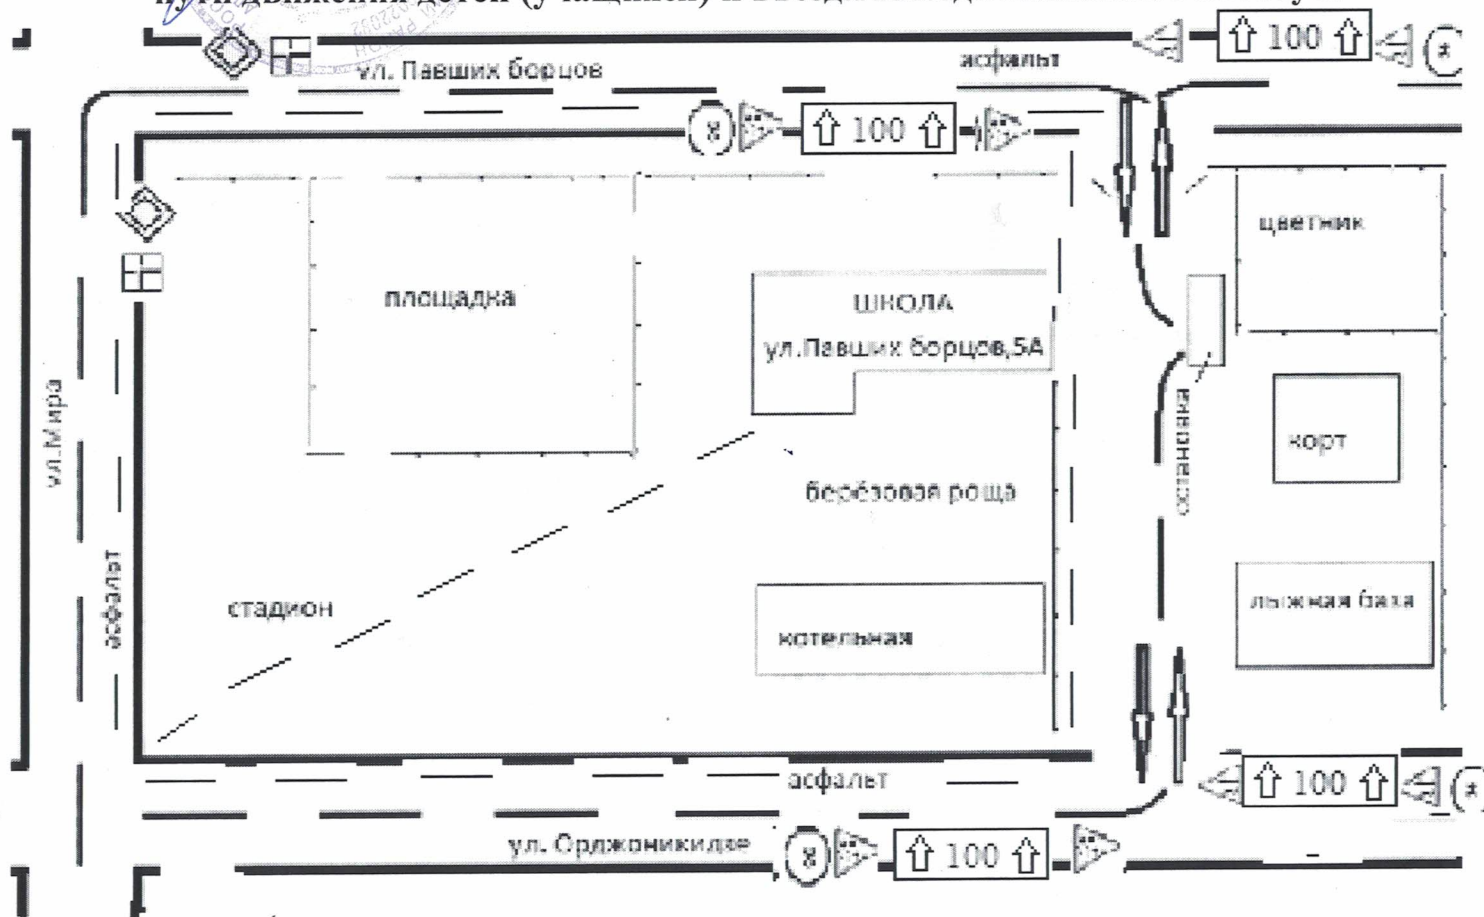 ул. Павших борцов
асфальт
100
100
цветник
площадка
ШКОЛА
ул.Павших борцов,5А
ул.Мира
остановка
корт
берёзовая роща
асфальт
стадион
лыжная база
котельная
асфальт
100
ул. Орджоникидзе
100